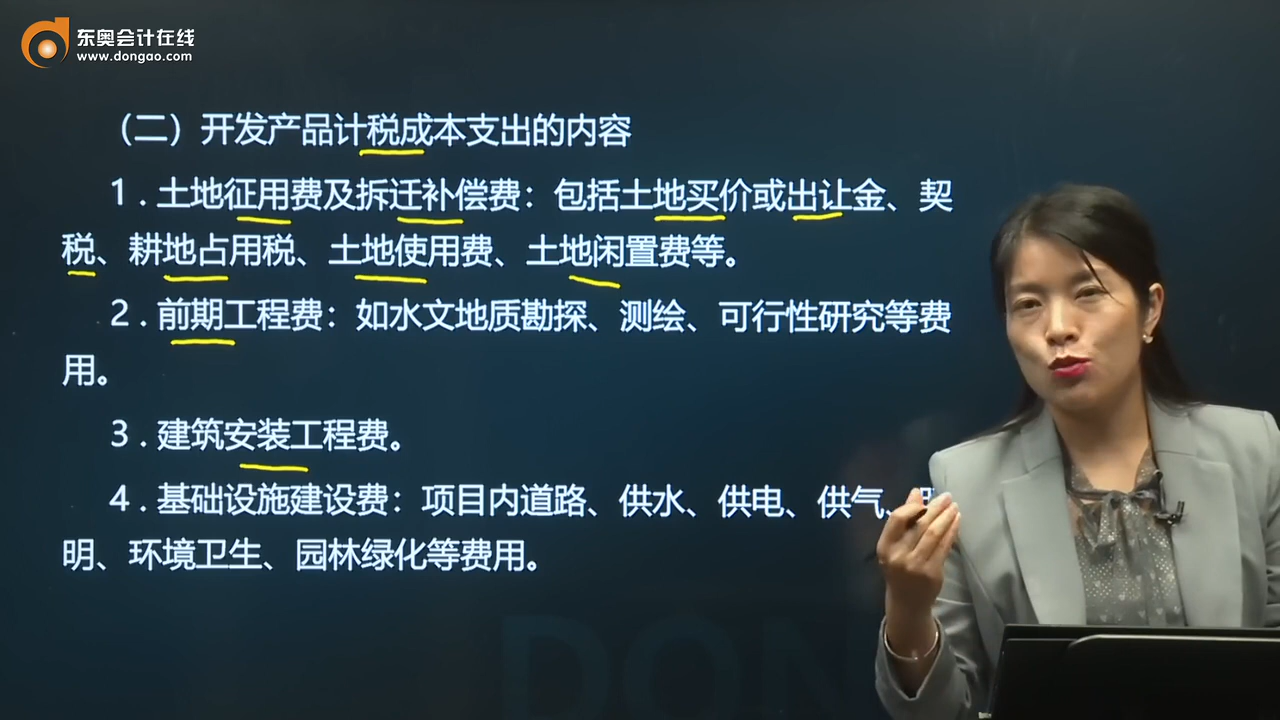 东奥会计在线
www.dongao.com
（二）开发产品计税成本支出的内容
1．土地征用费及拆迁补偿费：包括土地买价或出让金、契
税、耕地占用税、土地使用费、土地闲置费等。
2．前期工程费：如水文地质勘探、测绘、可行性研究等费
用。
3．建筑安装工程费。
4．基础设施建设费：项目内道路、供水、供电、供气、
明、环境卫生、园林绿化等费用。
DON